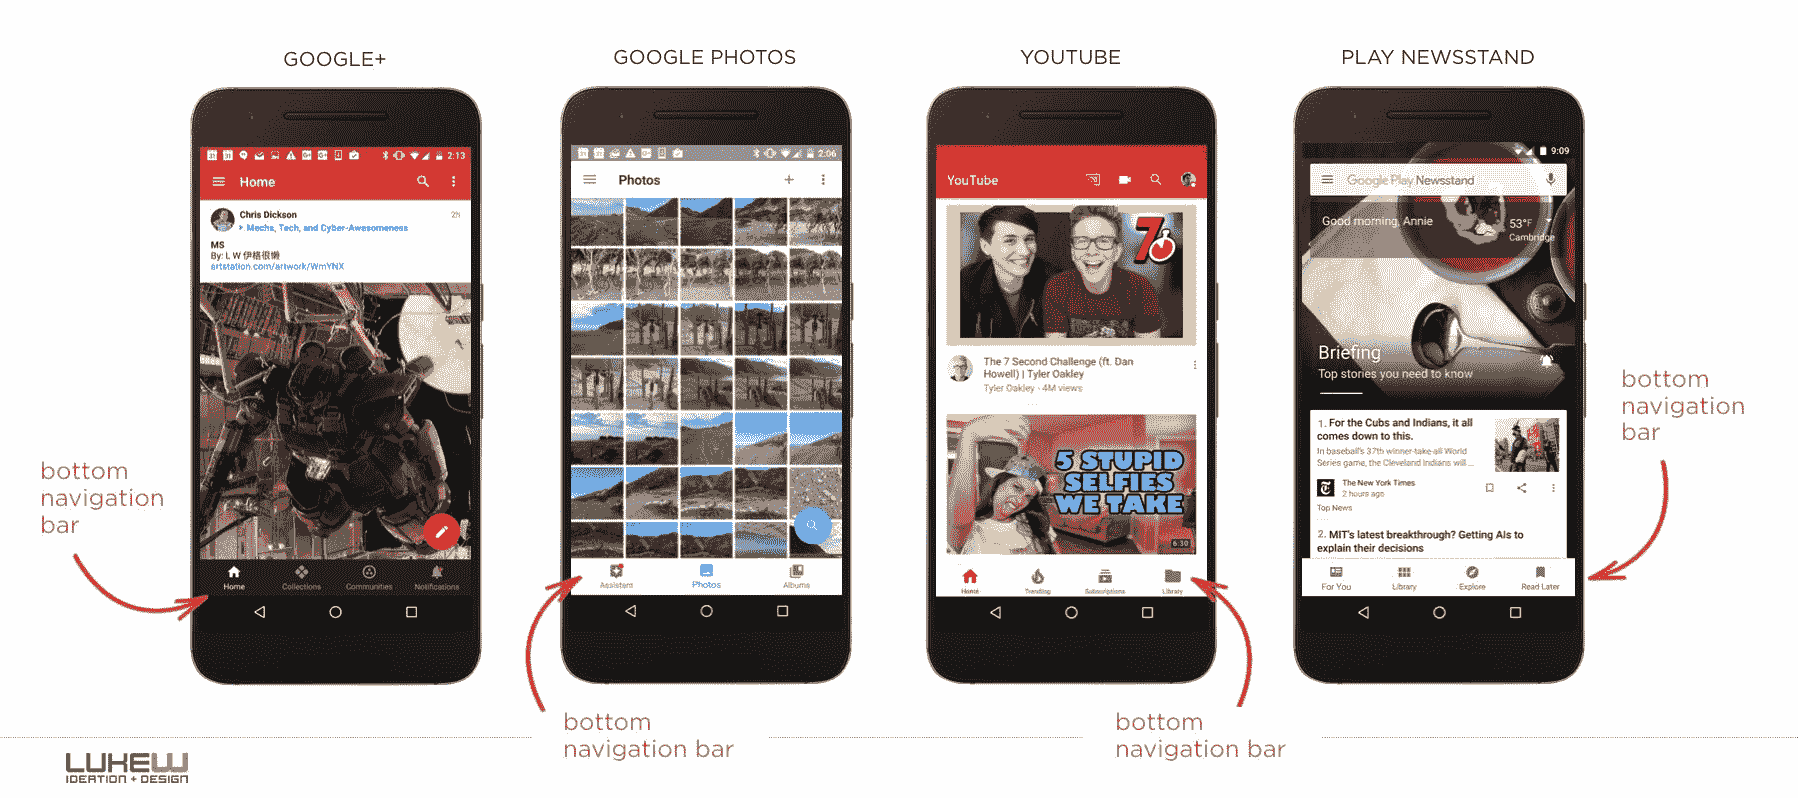 GOOGLE+
2:13
Home
Chris Dickson
2h
Mechs, Tech, and Cyber-Awesomeness
MS
By: L W 伊格很懒
artstation.com/artwork/WmYNX
Home
Collections
Communities
Notifications
bottom
navigation
bar
GOOGLE PHOTOS
2:06
Photos
Assistant
Photos
Albums
bottom
navigation bar
YOUTUBE
YouTube
7
The 7 Second Challenge (ft. Dan
Howell) | Tyler Oakley
Tyler Oakley · 4M views
5 STUPID
SELFIES
WE TAKE
6:30
Home
Trending
Subscriptions
Library
bottom
navigation bar
PLAY NEWSSTAND
9:09
Google Play Newsstand
Good morning, Annie
53°F
Cambridge
Briefing
Top stories you need to know
1. For the Cubs and Indians, it all
comes down to this.
In baseball's 37th winner-take-all World
Series game, the Cleveland Indians will ...
The New York Times
2 hours ago
Top News
2. MIT's latest breakthrough? Getting AIs to
explain their decisions
For You
Library
Explore
Read Later
bottom
navigation
bar
LUKEW
IDEATION + DESIGN